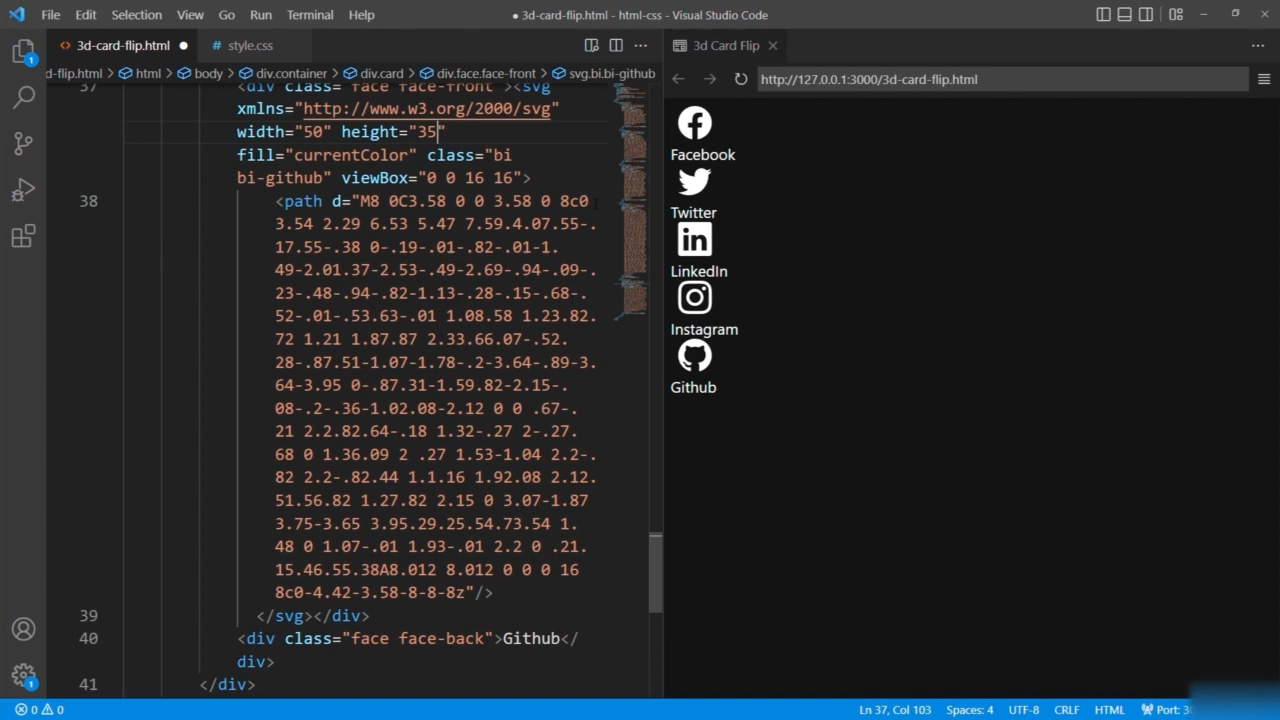 File Edit Selection View Go Run Terminal Help
● 3d-card-flip.html - html-css - Visual Studio Code
<> 3d-card-flip.html ●
# style.css
3d Card Flip
d-flip.html > html > body > div.container > div.card > div.face.face-front > svg.bi.bi-github
http://127.0.0.1:3000/3d-card-flip.html
1
37 <div class="face face-front"><svg
xmlns="http://www.w3.org/2000/svg"
width="50" height="35"
fill="currentColor" class="bi
bi-github" viewBox="0 0 16 16">
38 <path d="M8 0C3.58 0 0 3.58 0 8c0
3.54 2.29 6.53 5.47 7.59.4.07.55-.
17.55-.38 0-.19-.01-.82-.01-1.
49-2.01.37-2.53-.49-2.69-.94-.09-.
23-.48-.94-.82-1.13-.28-.15-.68-.
52-.01-.53.63-.01 1.08.58 1.23.82.
72 1.21 1.87.87 2.33.66.07-.52.
28-.87.51-1.07-1.78-.2-3.64-.89-3.
64-3.95 0-.87.31-1.59.82-2.15-.
08-.2-.36-1.02.08-2.12 0 0 .67-.
21 2.2.82.64-.18 1.32-.27 2-.27.
68 0 1.36.09 2 .27 1.53-1.04 2.2-.
82 2.2-.82.44 1.1.16 1.92.08 2.12.
51.56.82 1.27.82 2.15 0 3.07-1.87
3.75-3.65 3.95.29.25.54.73.54 1.
48 0 1.07-.01 1.93-.01 2.2 0 .21.
15.46.55.38A8.012 8.012 0 0 0 16
8c0-4.42-3.58-8-8-8z"/>
39 </svg></div>
40 <div class="face face-back">Github</
div>
41 </div>
1
Facebook
Twitter
in
LinkedIn
Instagram
Github
0 0
Ln 37, Col 103 Spaces: 4 UTF-8 CRLF HTML Port: